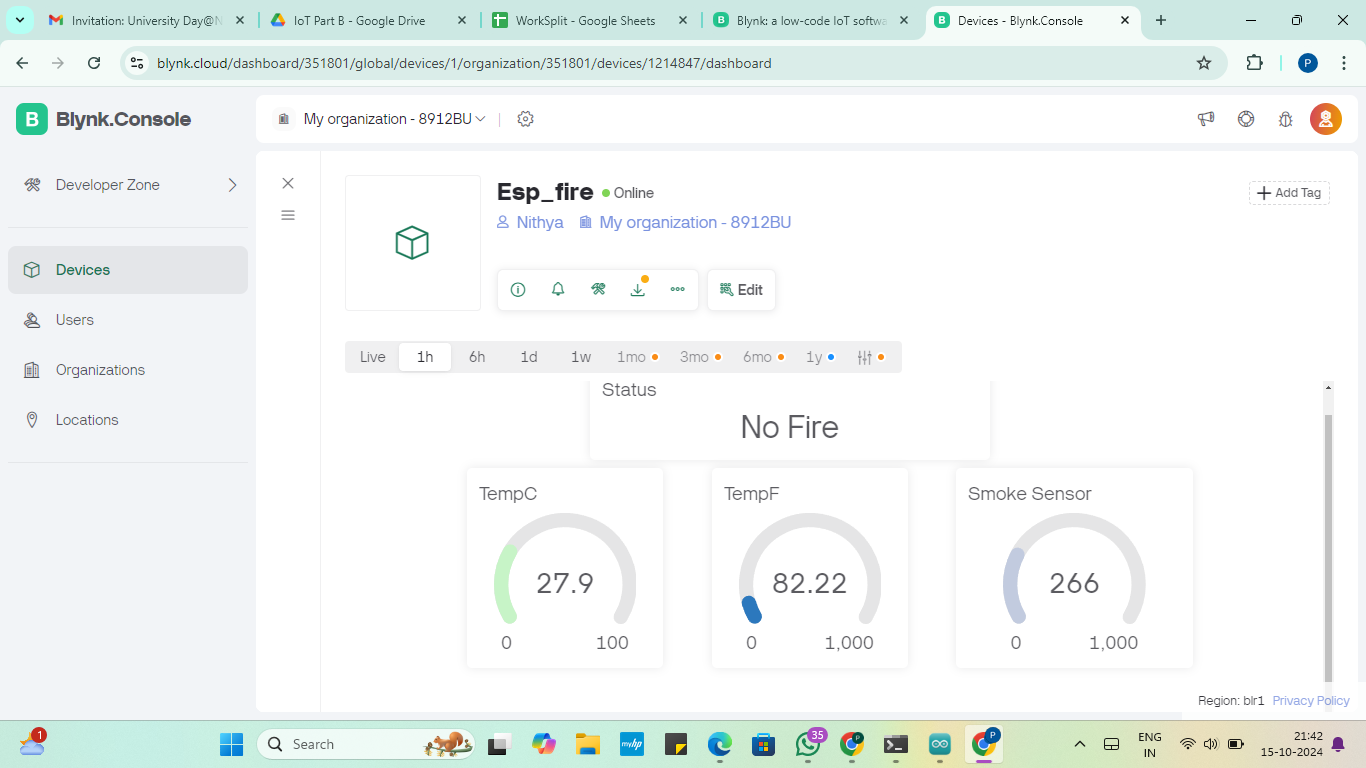 Invitation: University Day@N
IoT Part B - Google Drive
WorkSplit - Google Sheets
Blynk: a low-code IoT softwa
Devices - Blynk.Console
blynk.cloud/dashboard/351801/global/devices/1/organization/351801/devices/1214847/dashboard
P
B
Blynk.Console
My organization - 8912BU
Developer Zone
Devices
Users
Organizations
Locations
Esp_fire
Online
Add Tag
Nithya
My organization - 8912BU
Edit
Live 1h 6h 1d 1w 1mo 3mo 6mo 1y
Status
No Fire
TempC
27.9
0 100
TempF
82.22
0 1,000
Smoke Sensor
266
0 1,000
Region: blr1 Privacy Policy
1
Search
myhp
35
P
P
ENG
IN
21:42
15-10-2024